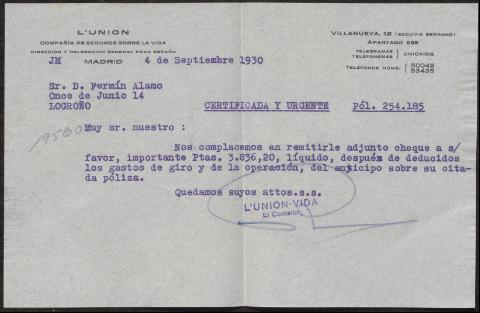 L'UNION
COMPAÑIA DE SEGUROS SOBRE LA VIDA
DIRECCIÓN Y DELEGACIÓN GENERAL PARA ESPAÑA
JM MADRID 4 de Septiembre 1930
VILLANUEVA, 12 (ESQUINA SERRANO)
APARTADO 528
TELEGRAMAS
TELEFONEMAS UNIOVIDA
TELÉFONOS NÚMS. 50046
53435
Sr. D. Fermín Alamo
Once de Junio 14
LOGROÑO CERTIFICADA Y URGENTE Pól. 254.185
Muy sr. nuestro :
Nos complacemos en remitirle adjunto cheque a s/
favor, importante Ptas. 3.836,20, líquido, después de deducidos
los gastos de giro y de la operación, del anticipo sobre su cita-
da póliza.
Quedamos suyos attos.s.s.
L'UNION-VIDA
El Contador,